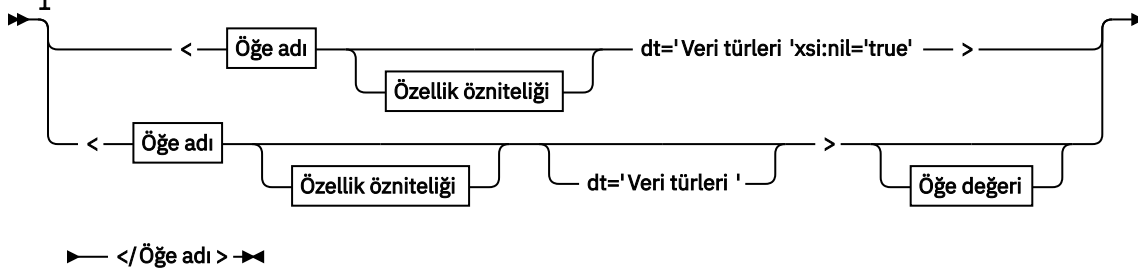 1
< Öğe adı dt='Veri türleri 'xsi:nil='true' >
Özellik özniteliği
< Öğe adı >
Özellik özniteliği dt='Veri türleri ' Öğe değeri
</Öğe adı >